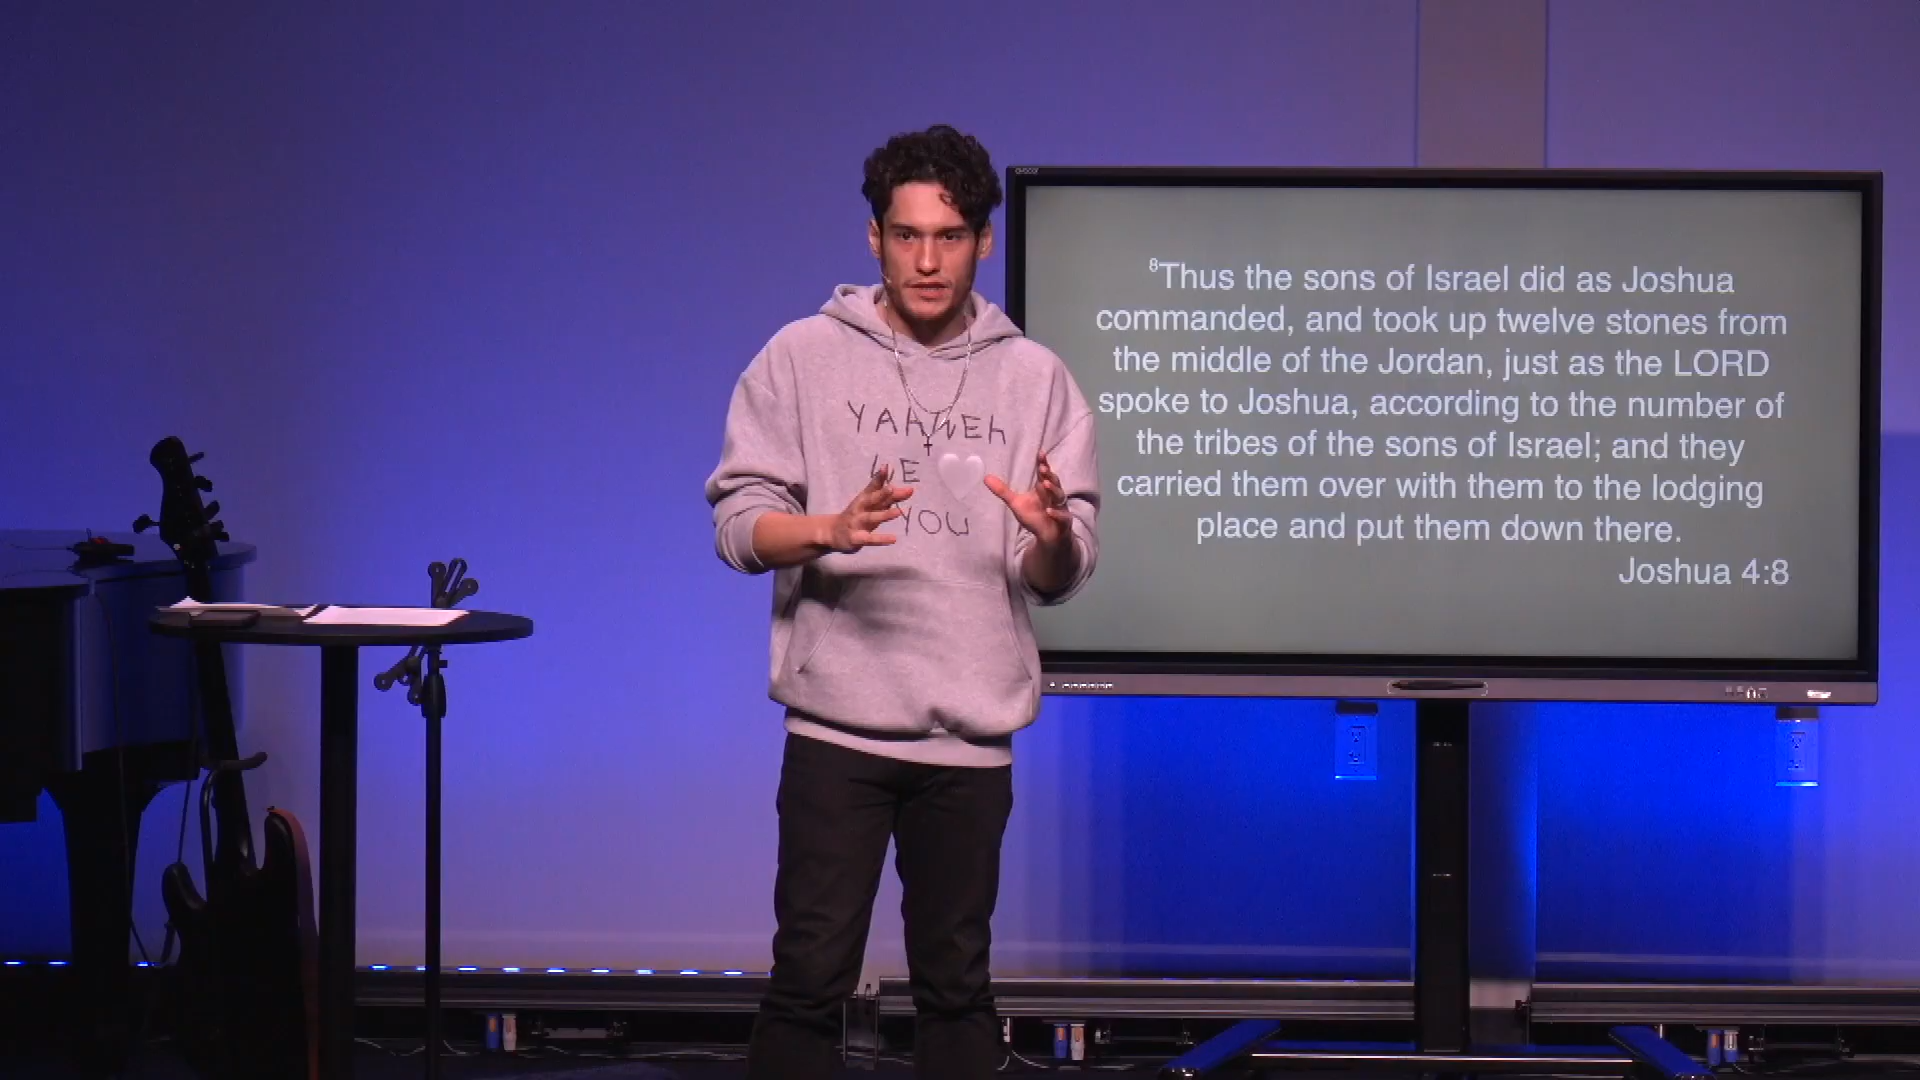 avocor
YAHWEH
WE
YOU
⁸Thus the sons of Israel did as Joshua
commanded, and took up twelve stones from
the middle of the Jordan, just as the LORD
spoke to Joshua, according to the number of
the tribes of the sons of Israel; and they
carried them over with them to the lodging
place and put them down there.
Joshua 4:8